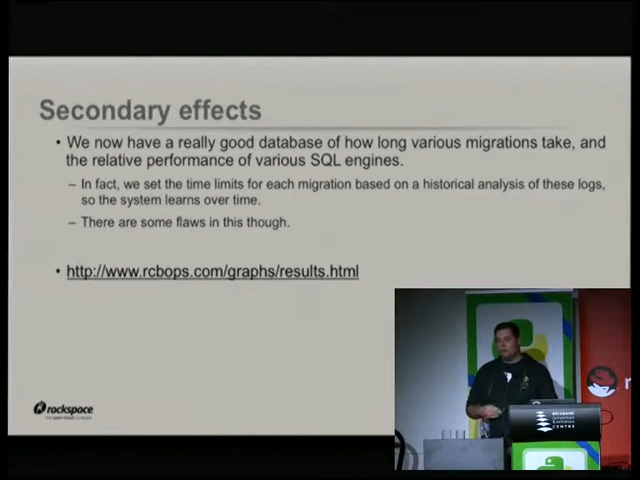 Secondary effects
• We now have a really good database of how long various migrations take, and
the relative performance of various SQL engines.
– In fact, we set the time limits for each migration based on a historical analysis of these logs,
so the system learns over time.
– There are some flaws in this though.
• http://www.rcbops.com/graphs/results.html
rackspace
BRISBANE
CENTRE